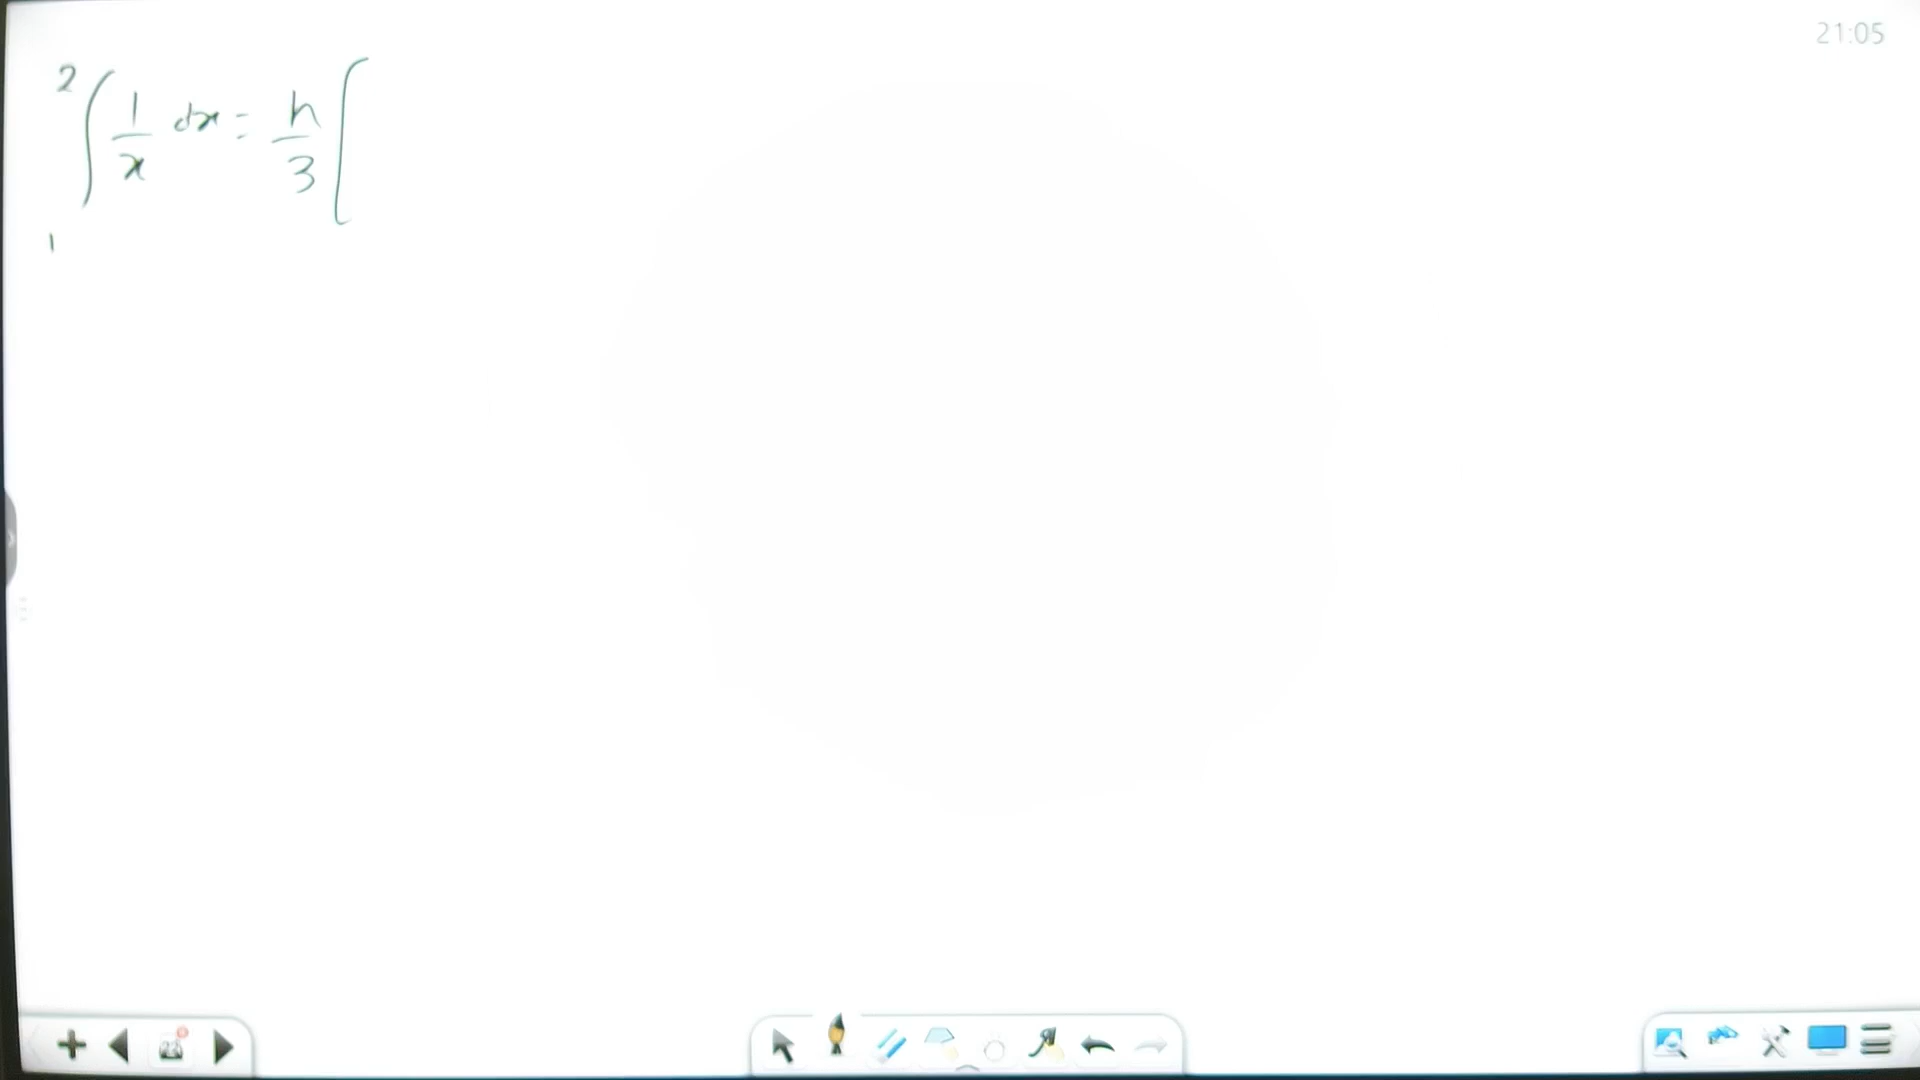 21:05
2
∫ 1/x dx = h/3 [
1